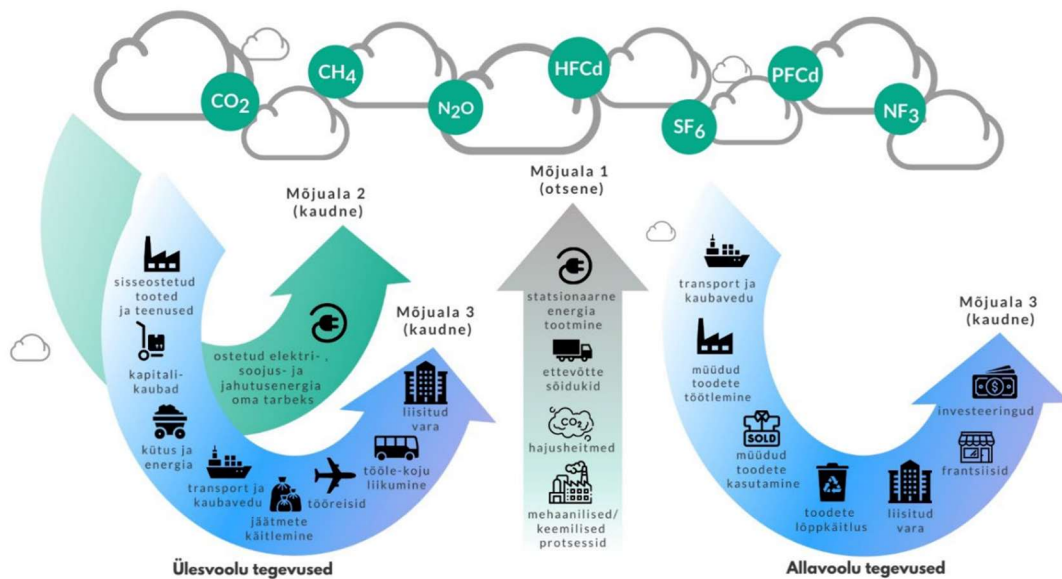 CO2
CH4
N2O
HFCd
SF6
PFCd
NF3
Mõjuala 2
(kaudne)
sisseostetud
tooted
ja teenused
kapitali-
kaubad
kütus ja
energia
transport ja
kaubavedu
jäätmete
käitlemine
tööreisid
tööle-koju
liikumine
liisitud
vara
ostetud elektri- ,
soojus- ja
jahutusenergia
oma tarbeks
Mõjuala 3
(kaudne)
Ülesvoolu tegevused
Mõjuala 1
(otsene)
statsionaarne
energia
tootmine
ettevõtte
sõidukid
CO2
hajusheitmed
mehaanilised/
keemilised
protsessid
transport ja
kaubavedu
müüdud
toodete
töötlemine
SOLD
müüdud
toodete
kasutamine
toodete
lõppkäitlus
liisitud
vara
frantsiisid
investeeringud
Mõjuala 3
(kaudne)
Allavoolu tegevused